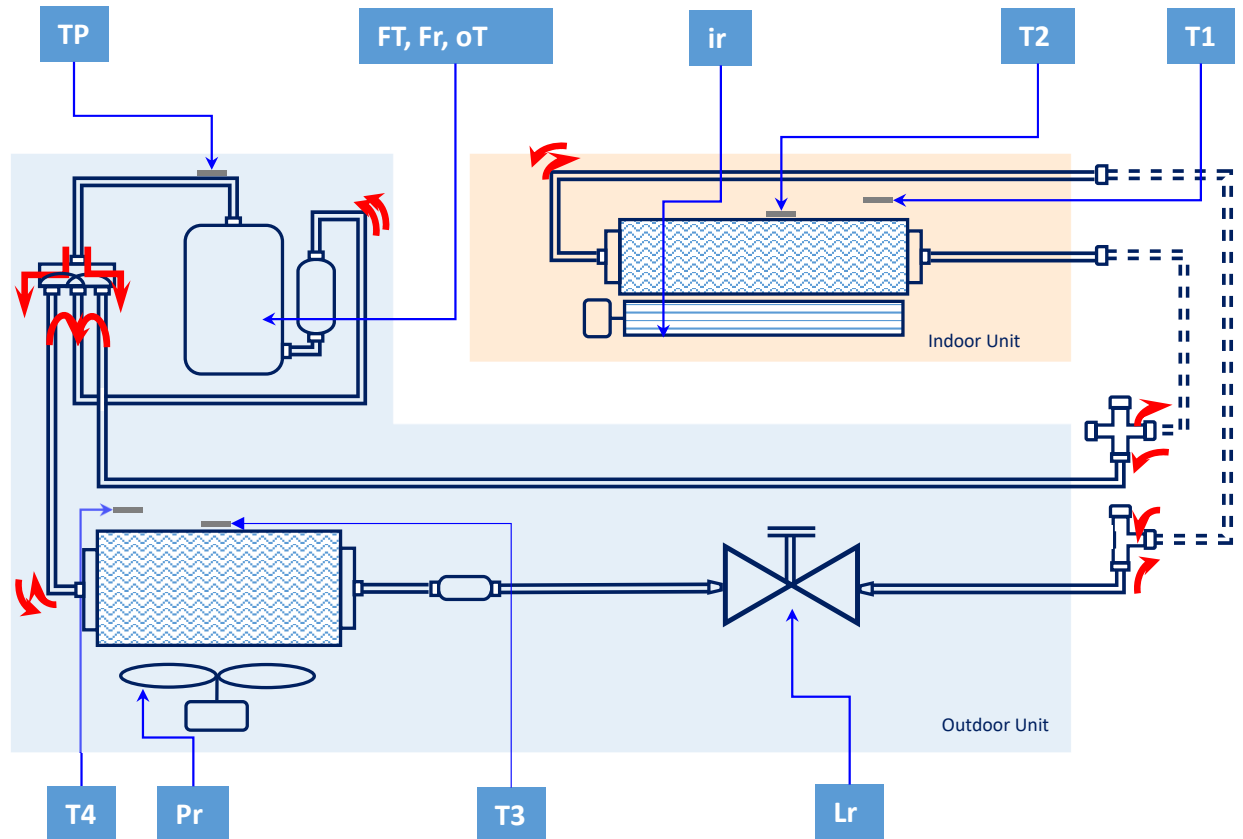 TP
FT, Fr, oT
ir
T2
T1
Indoor Unit
Outdoor Unit
T4
Pr
T3
Lr